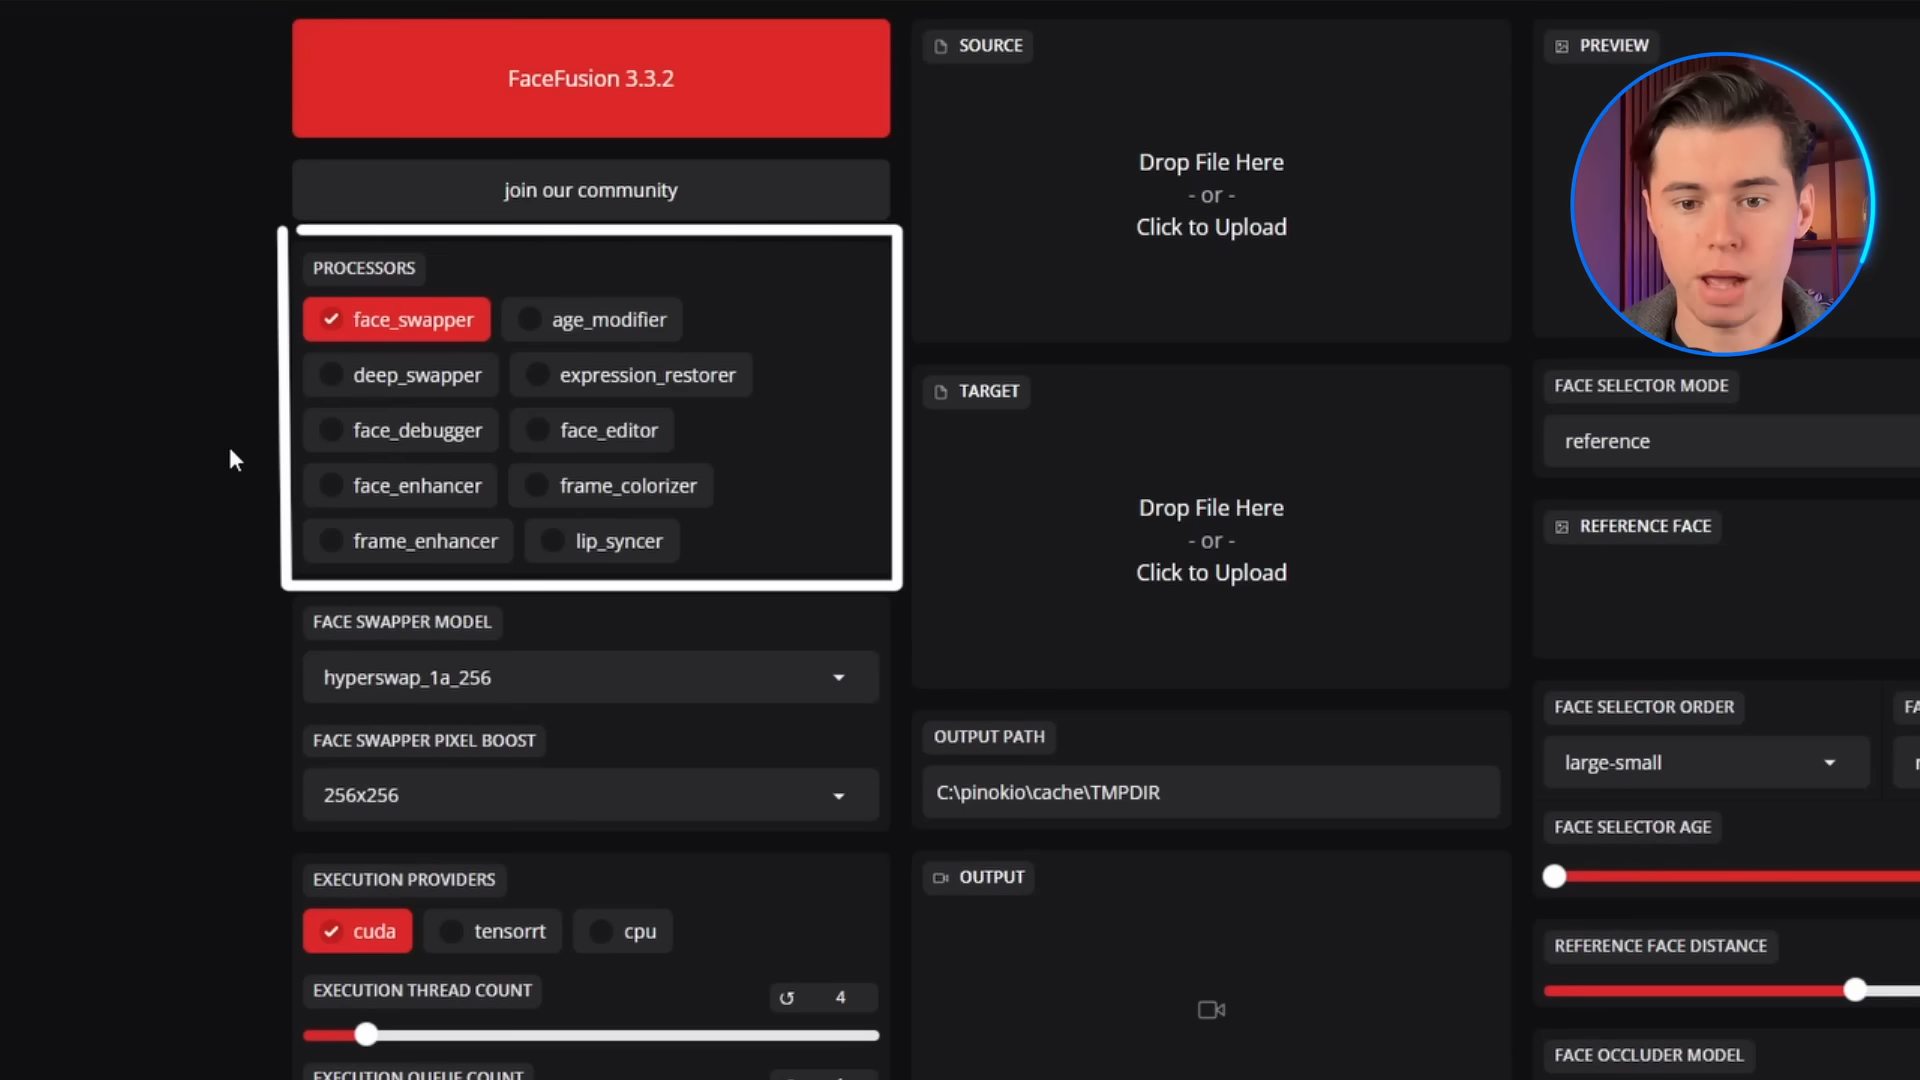 FaceFusion 3.3.2
join our community
PROCESSORS
face_swapper
age_modifier
deep_swapper
expression_restorer
face_debugger
face_editor
face_enhancer
frame_colorizer
frame_enhancer
lip_syncer
FACE SWAPPER MODEL
hyperswap_1a_256
FACE SWAPPER PIXEL BOOST
256x256
EXECUTION PROVIDERS
cuda
tensorrt
cpu
EXECUTION THREAD COUNT
4
EXECUTION QUEUE COUNT
SOURCE
Drop File Here
- or -
Click to Upload
TARGET
Drop File Here
- or -
Click to Upload
OUTPUT PATH
C:\pinokio\cache\TMPDIR
OUTPUT
PREVIEW
FACE SELECTOR MODE
reference
REFERENCE FACE
FACE SELECTOR ORDER
FA
large-small
FACE SELECTOR AGE
REFERENCE FACE DISTANCE
FACE OCCLUDER MODEL